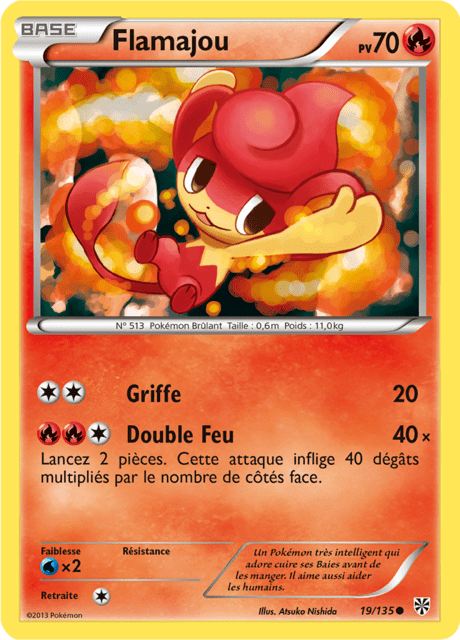 BASE
Flamajou
PV70
N° 513 Pokémon Brûlant Taille : 0,6m Poids : 11,0kg
Griffe 20
Double Feu 40×
Lancez 2 pièces. Cette attaque inflige 40 dégâts
multipliés par le nombre de côtés face.
Faiblesse Résistance
×2
Retraite
Un Pokémon très intelligent qui
adore cuire ses Baies avant de
les manger. Il aime aussi aider
les humains.
©2013 Pokémon
Illus. Atsuko Nishida
19/135